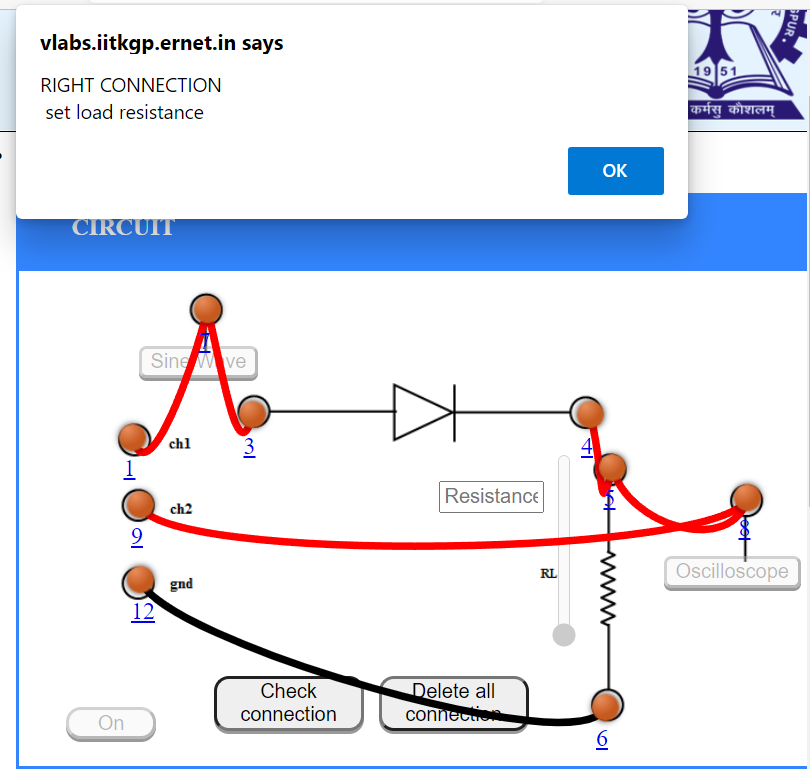 vlabs.iitkgp.ernet.in says
RIGHT CONNECTION
set load resistance
OK
PUR
1951
कर्मसु कौशलम्
CIRCUIT
7
Sine Wave
ch1
1
3
4
Resistance
5
ch2
9
8
RL
Oscilloscope
gnd
12
Check
connection
Delete all
connection
On
6